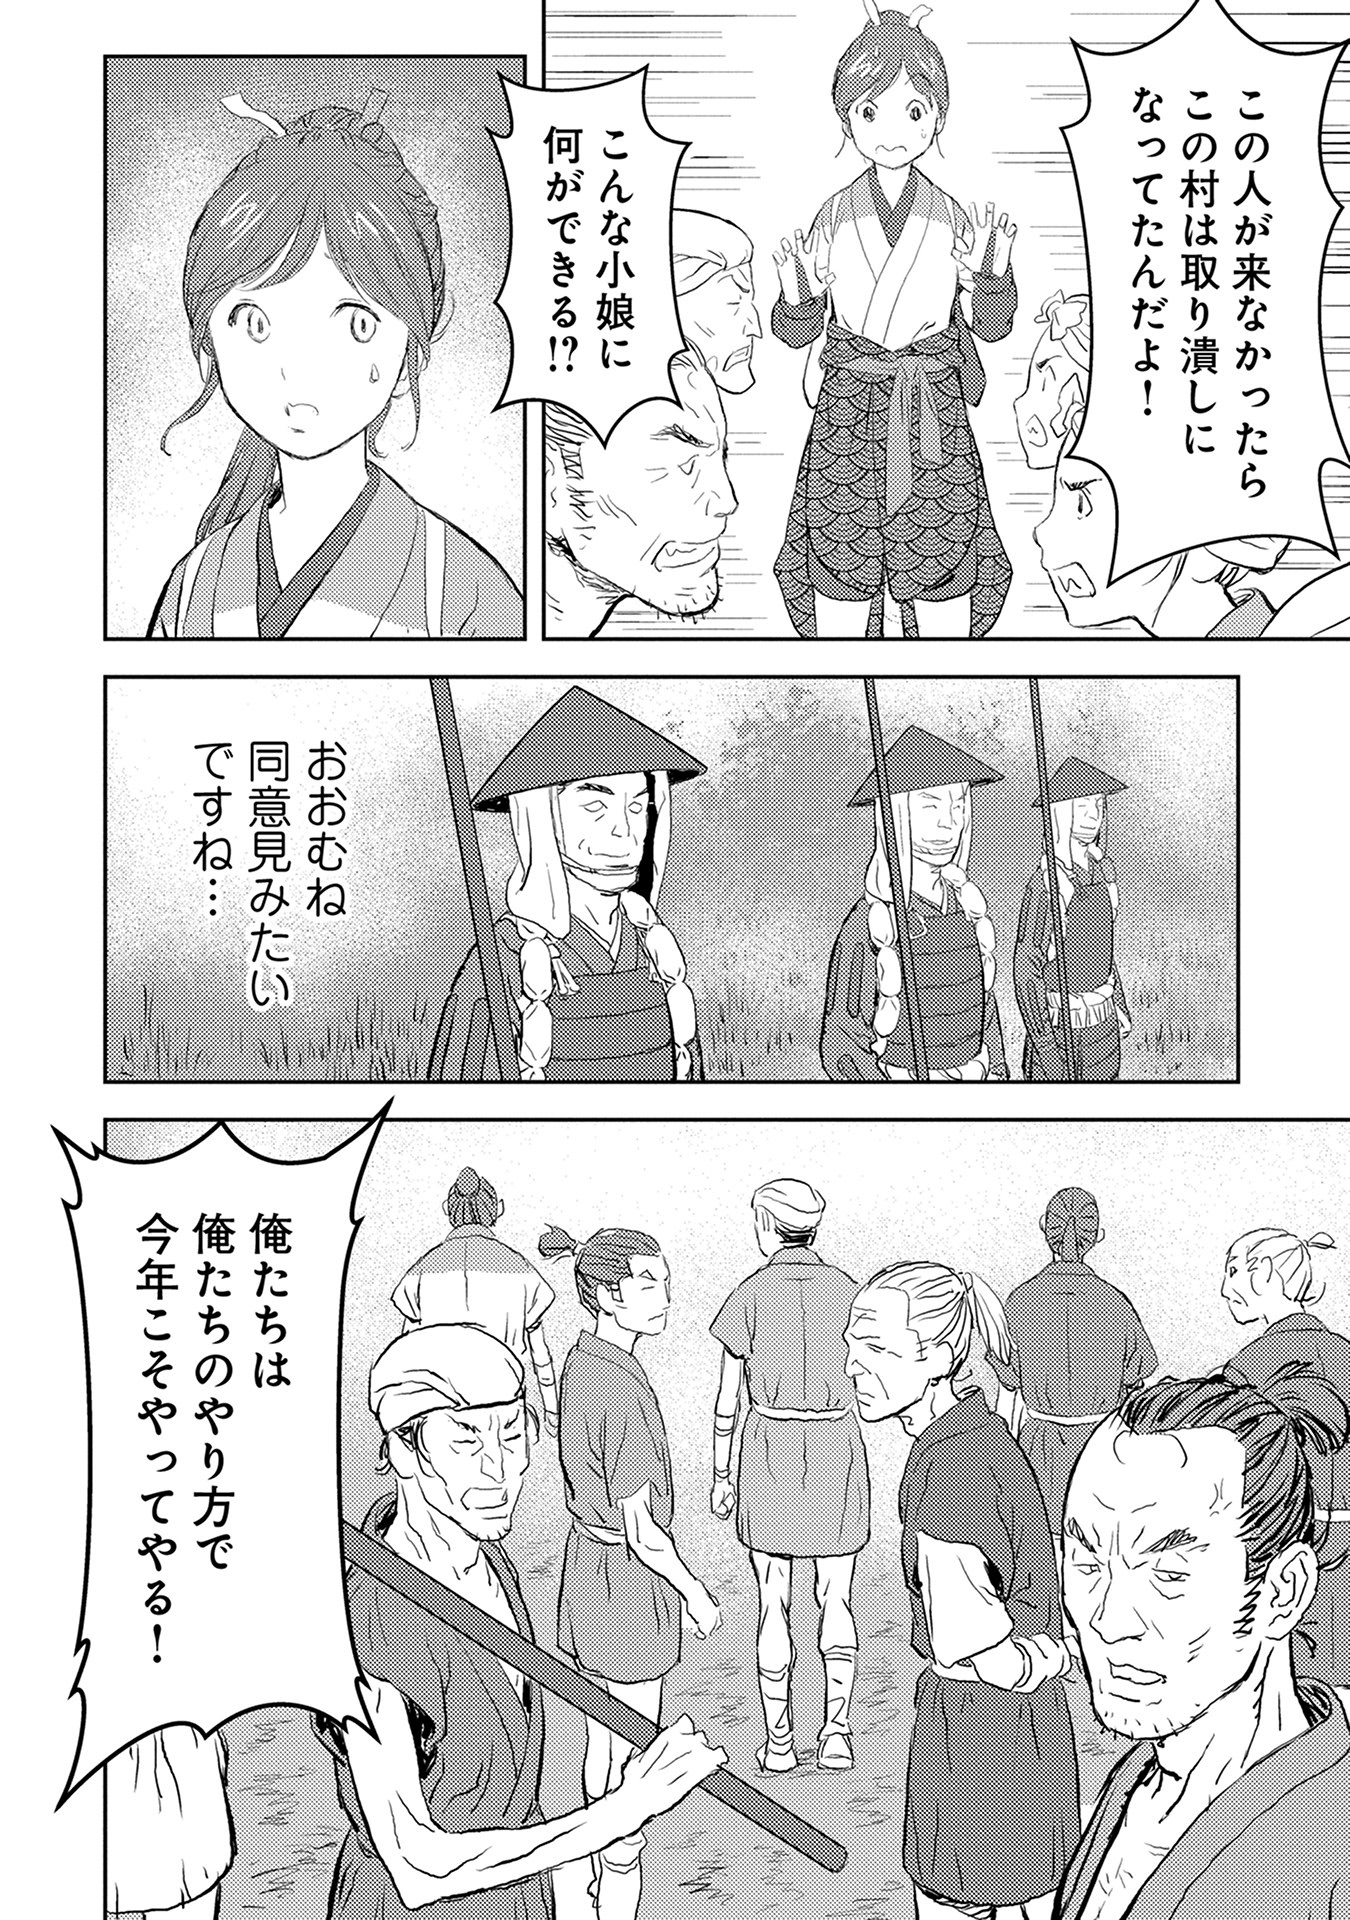 この人が来なかったら
この村は取り潰しに
なってたんだよ!
こんな小娘に
何ができる!?
おおむね
同意見みたい
ですね…
俺たちは
俺たちのやり方で
今年こそやってやる!